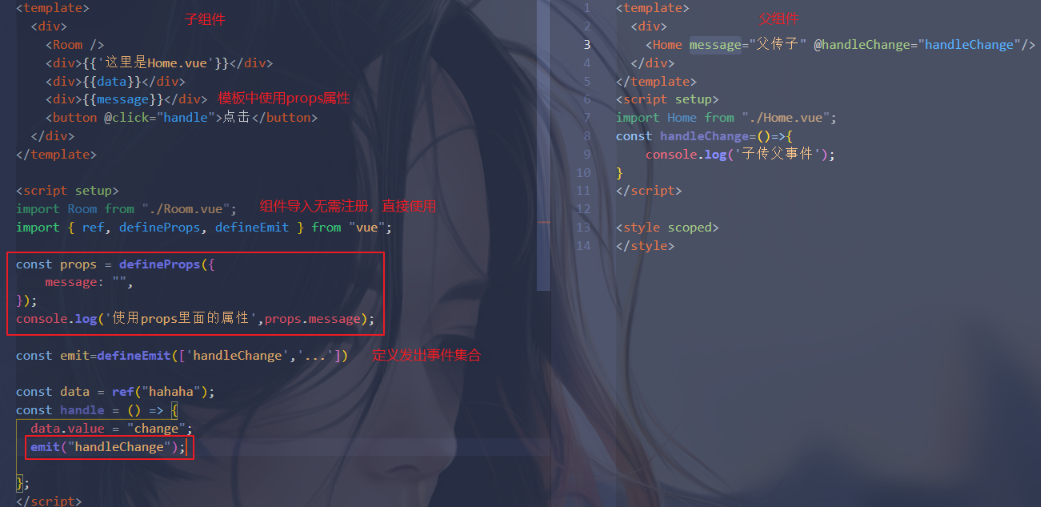 <template>
子组件
<div>
<Room />
<div>{{'这里是Home.vue'}}</div>
<div>{{data}}</div>
<div>{{message}}</div> 模板中使用props属性
<button @click="handle">点击</button>
</div>
</template>
<script setup>
import Room from "./Room.vue"; 组件导入无需注册，直接使用
import { ref, defineProps, defineEmit } from "vue";
const props = defineProps({
message: "",
});
console.log('使用props里面的属性',props.message);
const emit=defineEmit(['handleChange','...']) 定义发出事件集合
const data = ref("hahaha");
const handle = () => {
data.value = "change";
emit("handleChange");
};
</script>
1 <template>
父组件
2 <div>
3 <Home message="父传子" @handleChange="handleChange"/>
4 </div>
5 </template>
6 <script setup>
7 import Home from "./Home.vue";
8 const handleChange=()=>{
9 console.log('子传父事件');
10 }
11 </script>
12
13 <style scoped>
14 </style>